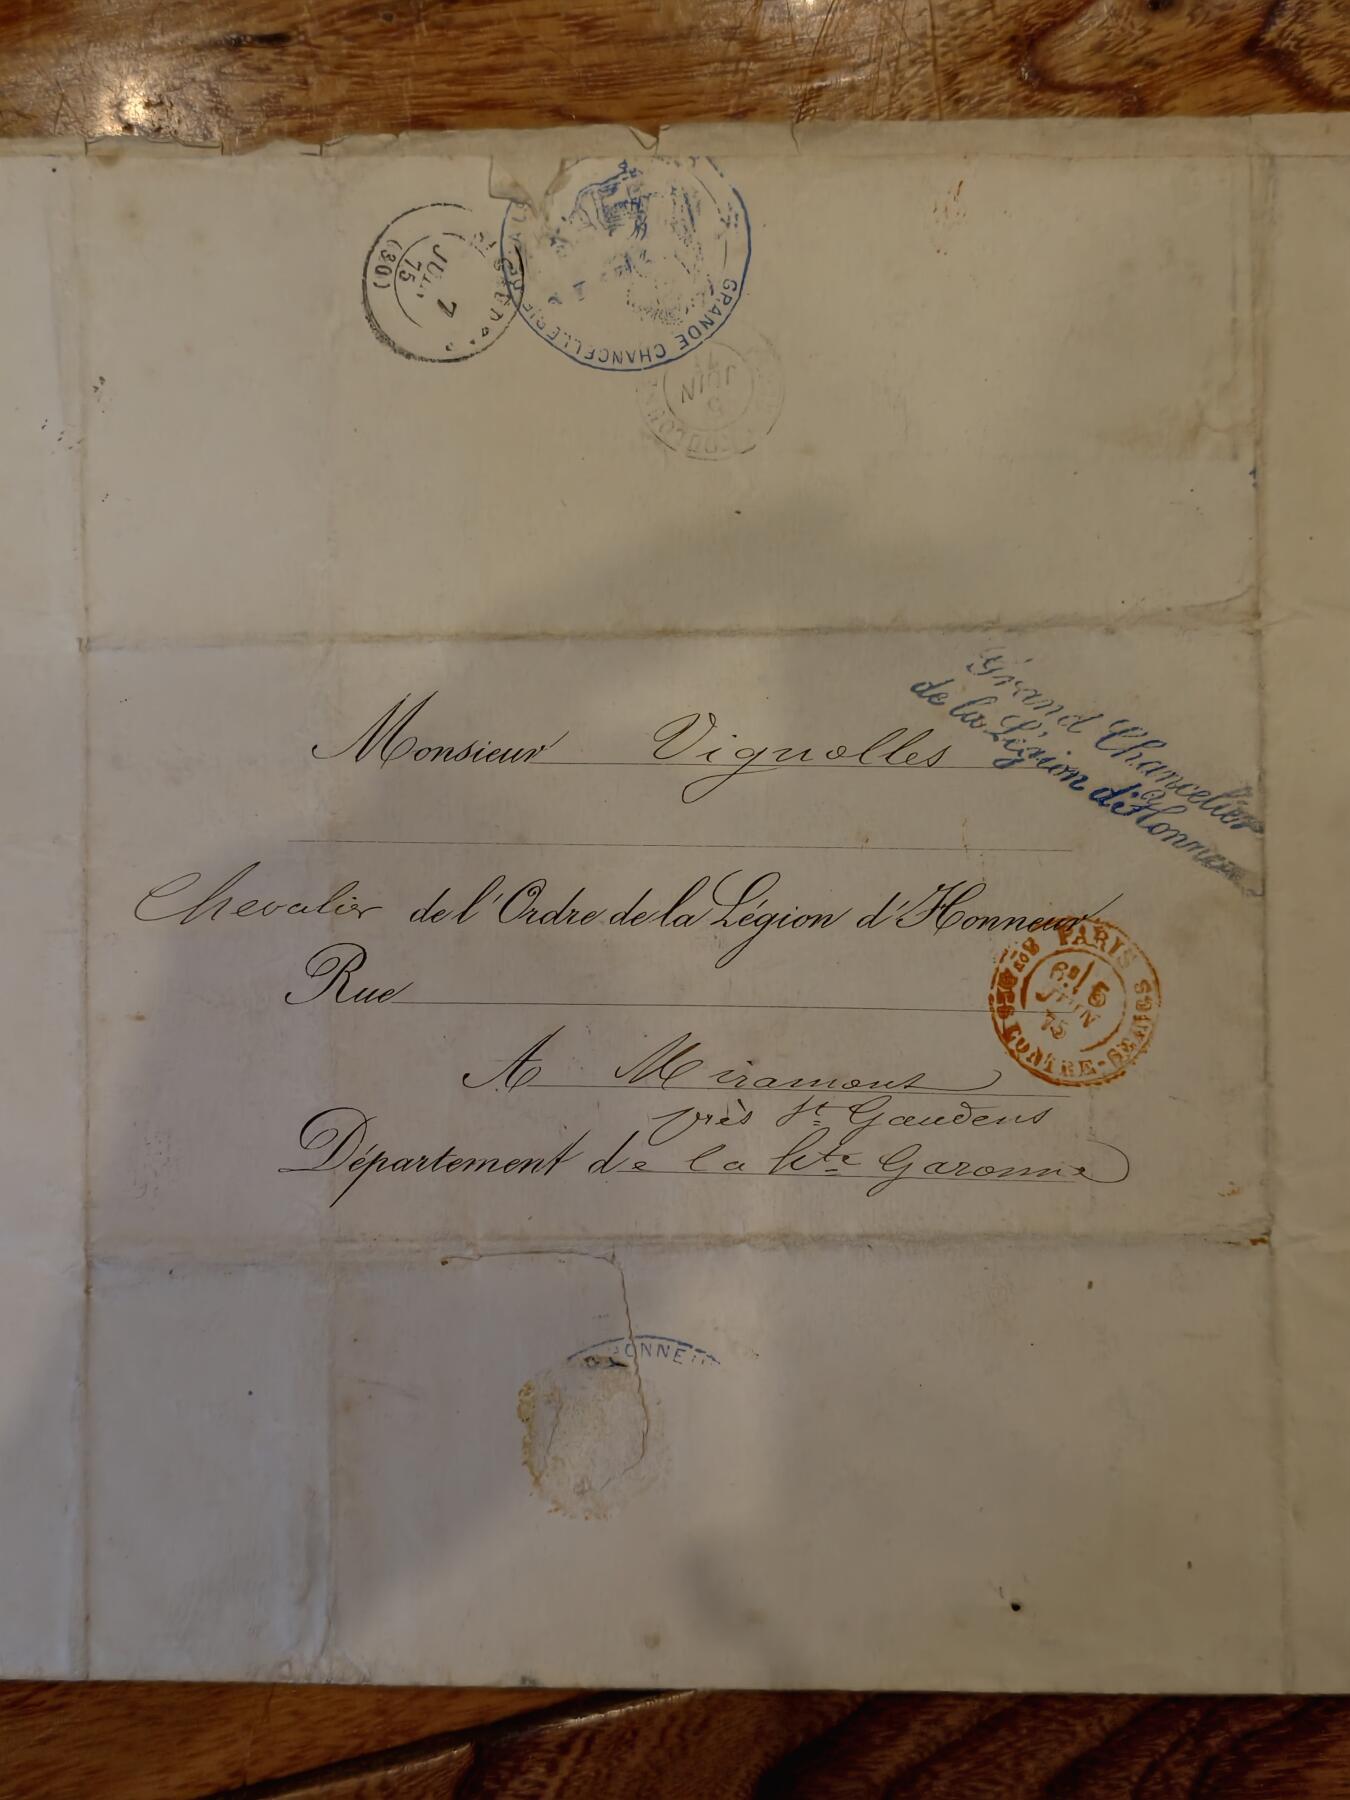 JUIN
7
75
(30)
GRANDE CHANCELLERIE
5
JUIN
Grand Chancelier
de la Légion d'Honneur
Monsieur Vignolles
Chevalier de l'Ordre de la Légion d'Honneur
Rue
PARIS
5
JUIN
75
CONTRE-SEINGS
A Miramont
près St Gaudens
Département de la Hte Garonne
HONNEUR